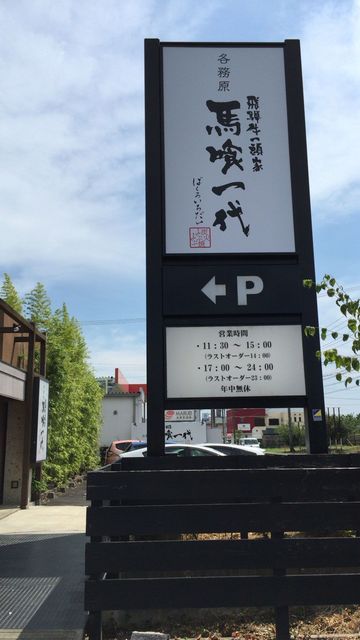 各務原
飛騨牛一頭家
馬喰一代
ばくろいちだい
P
営業時間
・11:30 〜 15:00
(ラストオーダー14:00)
・17:00 〜 24:00
(ラストオーダー23:00)
年中無休